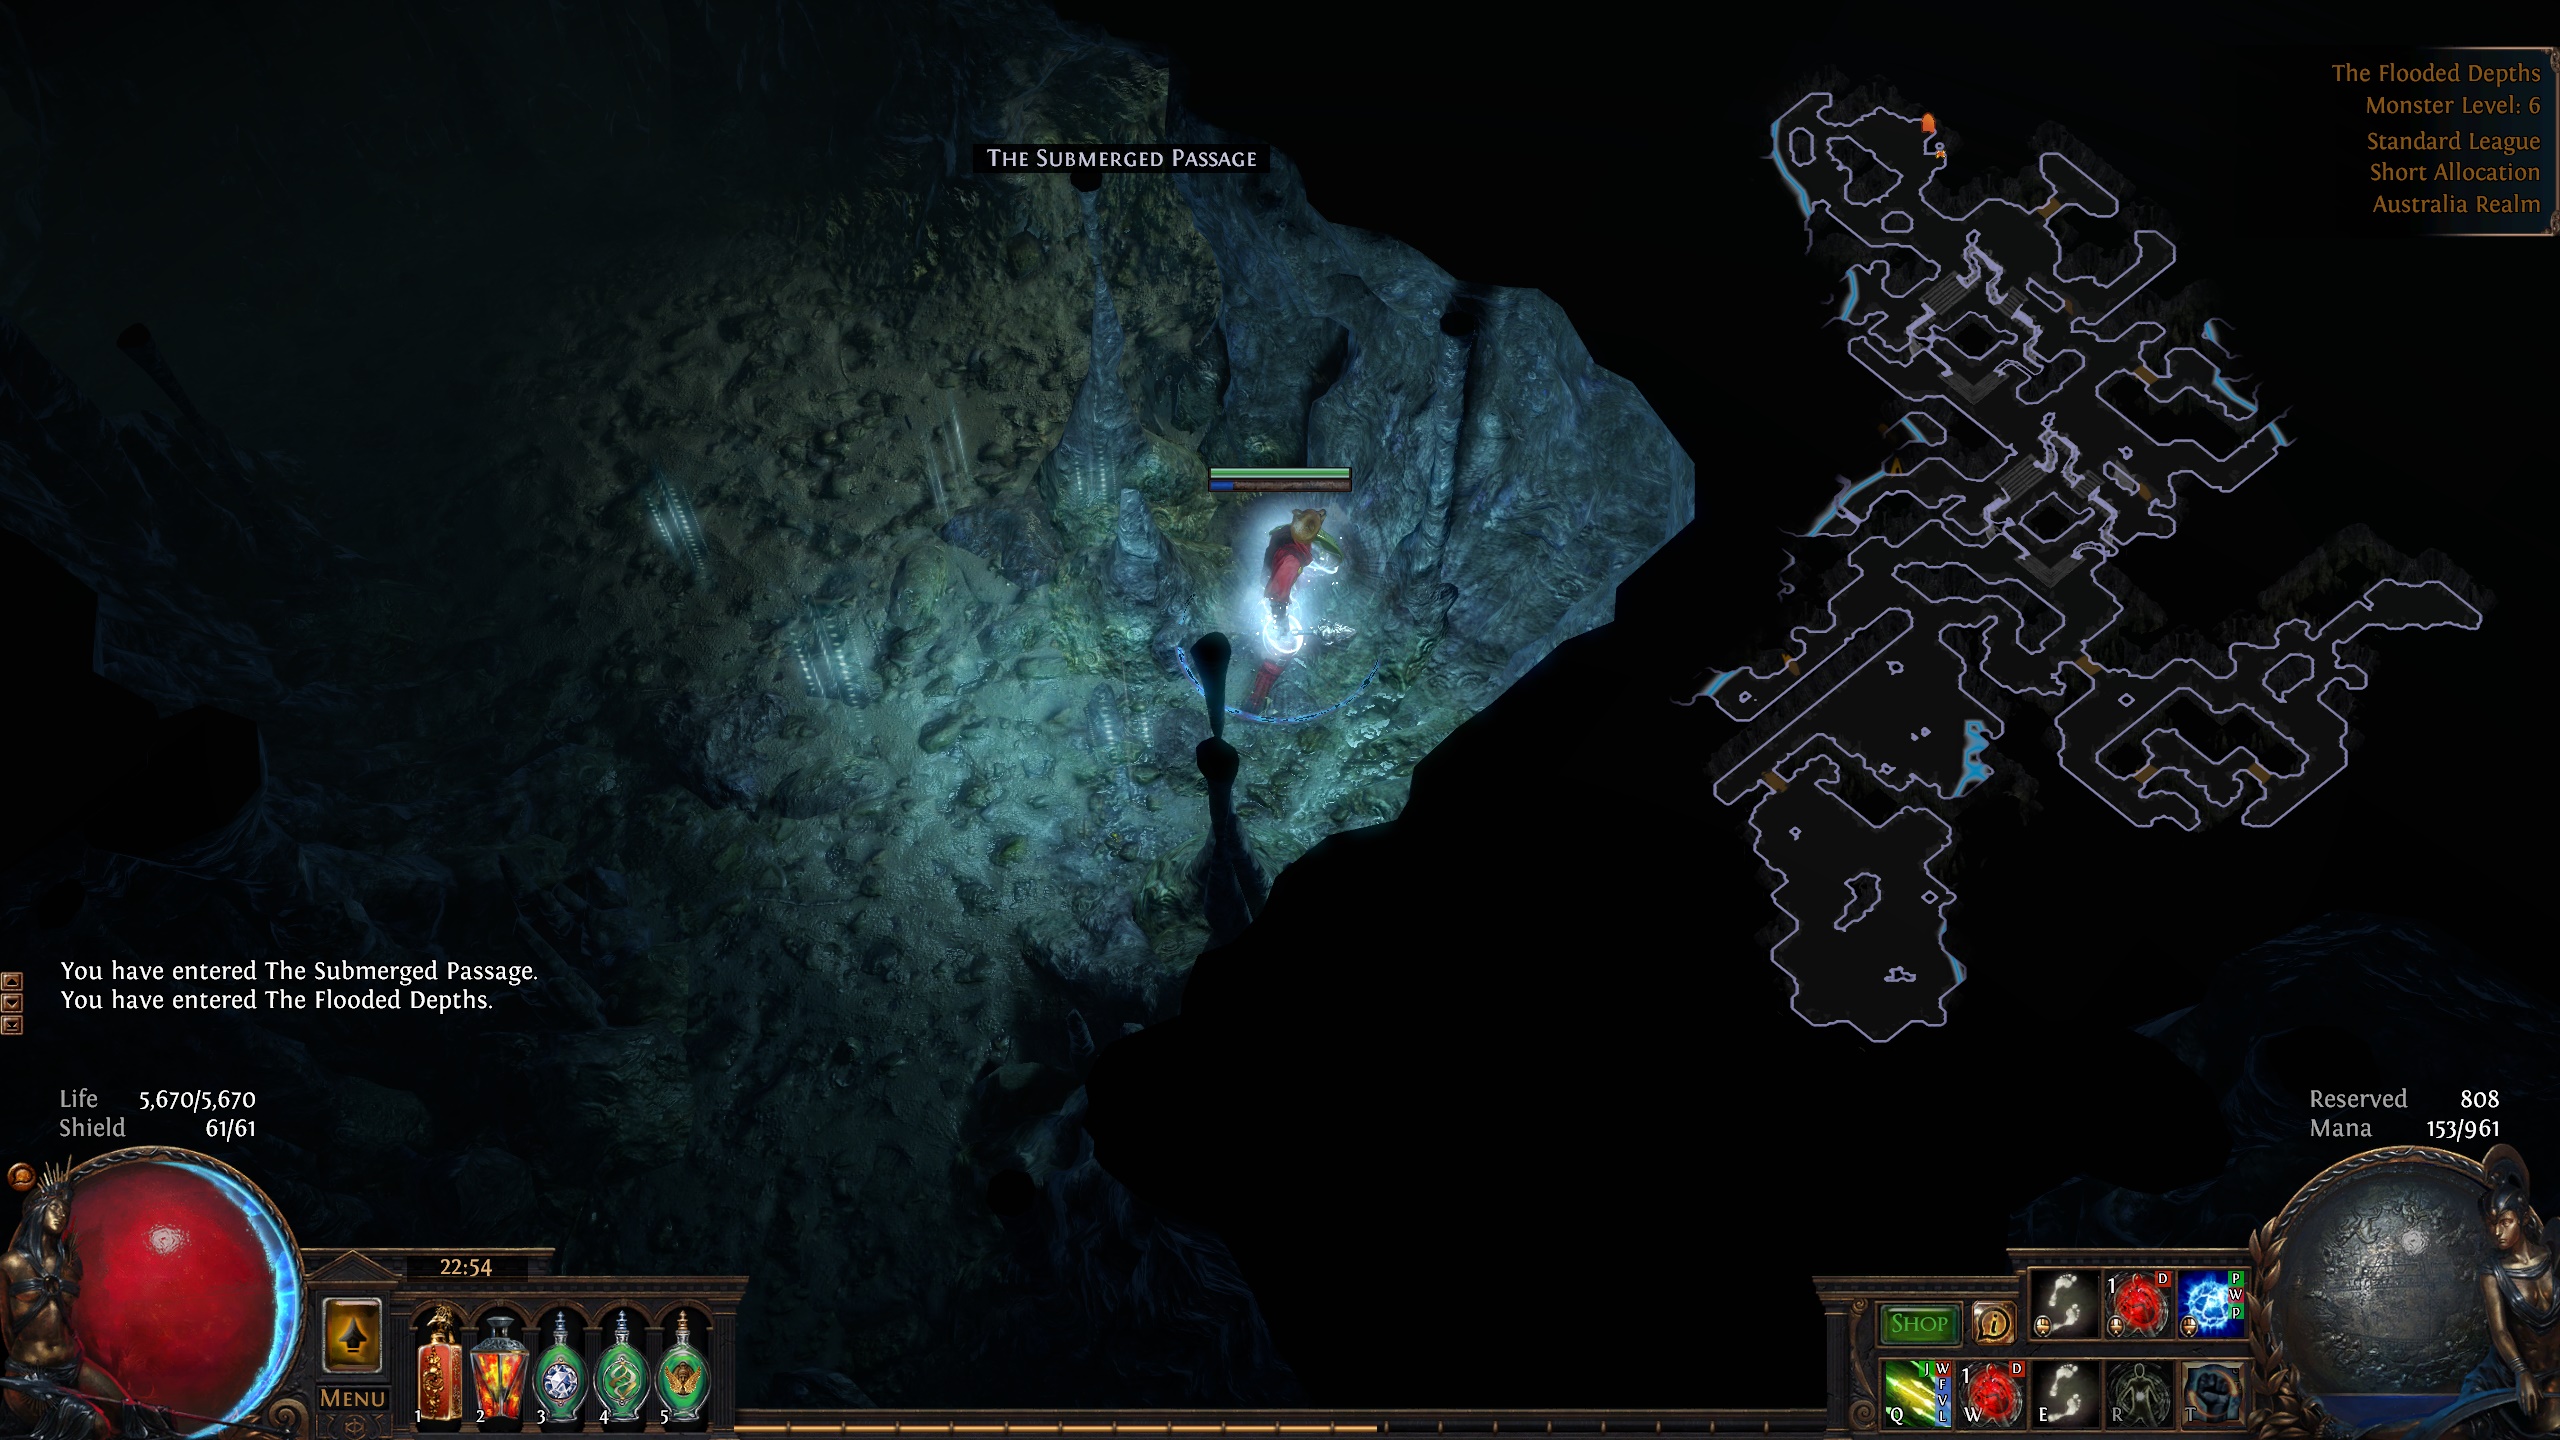 The Flooded Depths
Monster Level: 6
Standard League
Short Allocation
Australia Realm
The Submerged Passage
You have entered The Submerged Passage.
You have entered The Flooded Depths.
Life 5,670/5,670
Shield 61/61
Reserved 808
Mana 153/961
22:54
Menu
1 2 3 4 5
Shop
1 D P W P
Q J W F V L 1 W D E R T